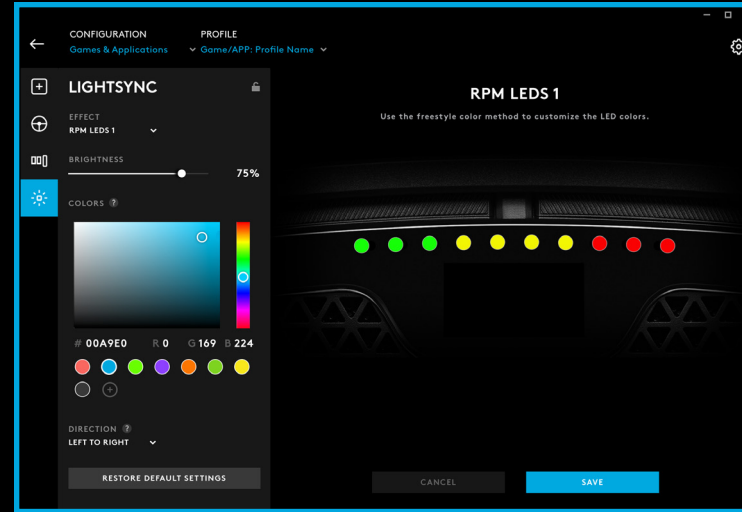 CONFIGURATION
Games & Applications
PROFILE
Game/APP: Profile Name
LIGHTSYNC
EFFECT
RPM LEDS 1
BRIGHTNESS
75%
COLORS ?
# 00A9E0 R 0 G 169 B 224
DIRECTION ?
LEFT TO RIGHT
RESTORE DEFAULT SETTINGS
RPM LEDS 1
Use the freestyle color method to customize the LED colors.
CANCEL
SAVE